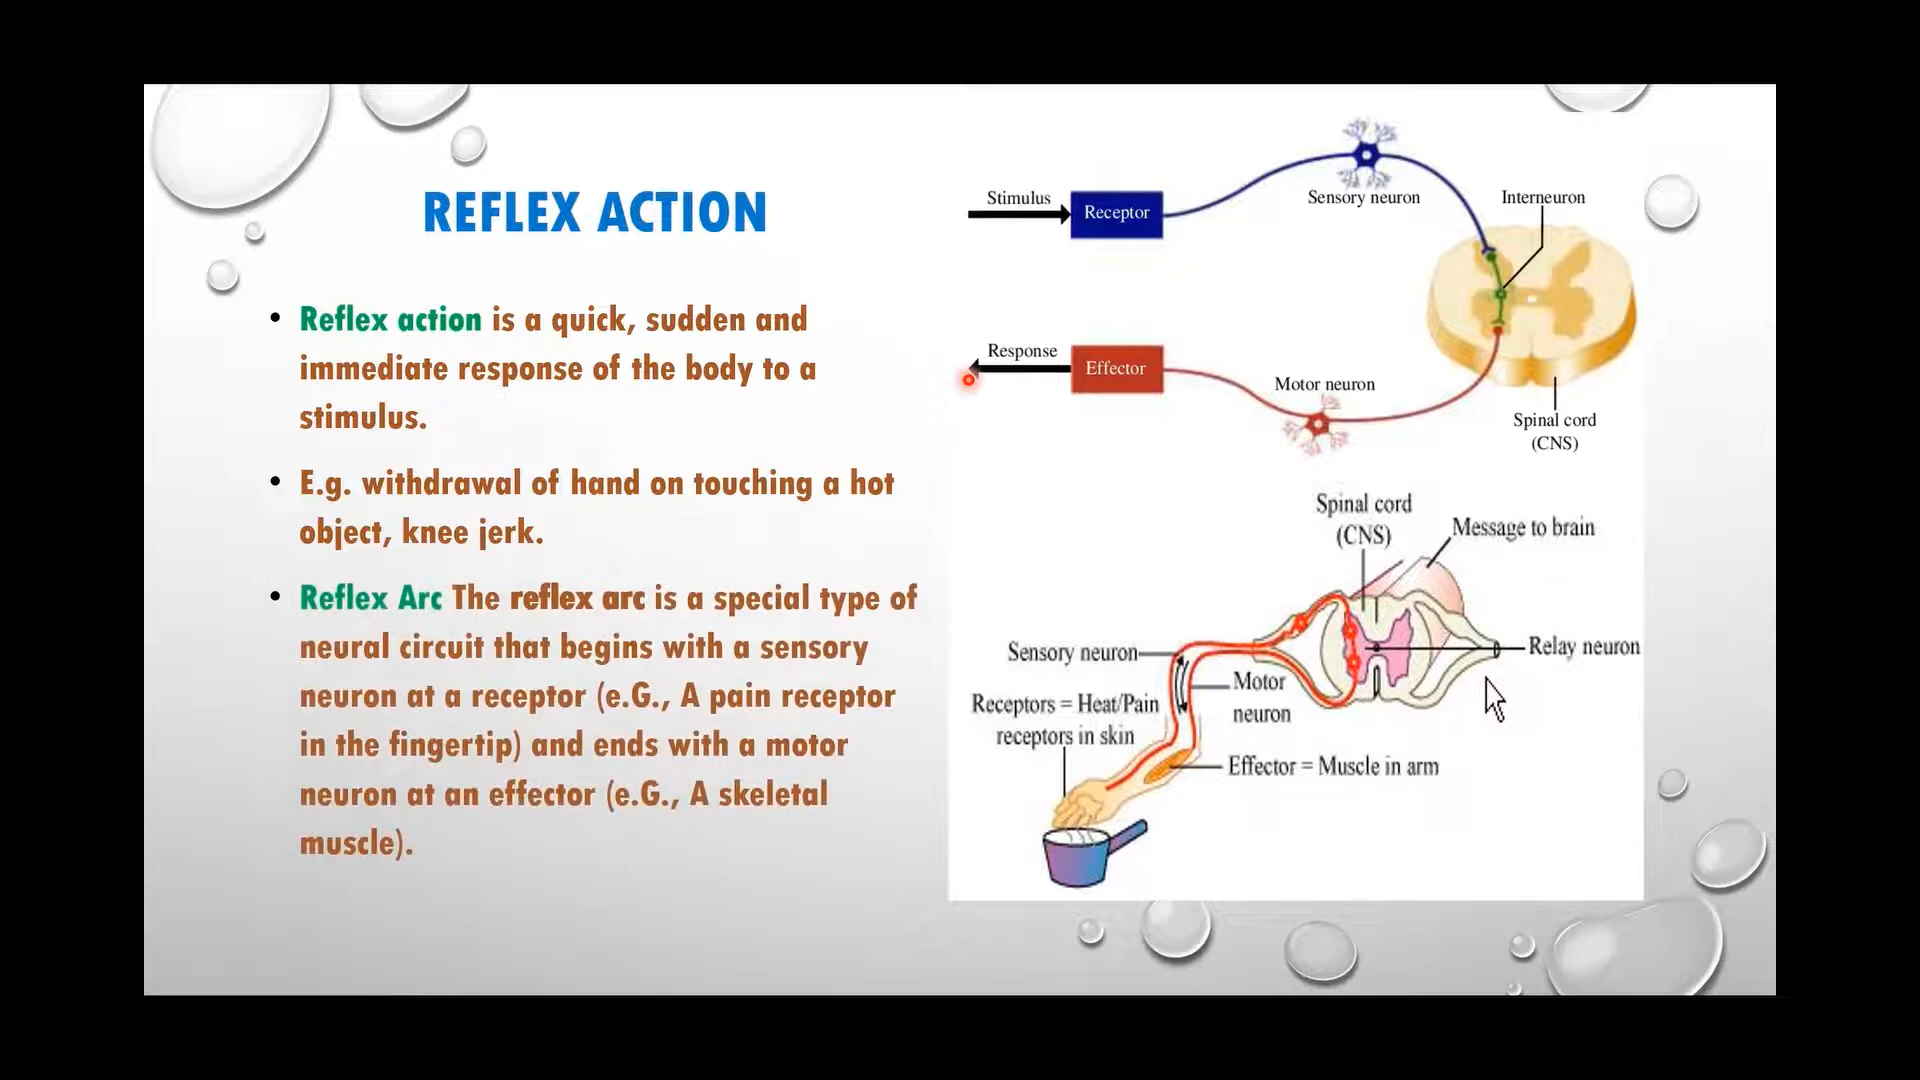 REFLEX ACTION
• Reflex action is a quick, sudden and
immediate response of the body to a
stimulus.
• E.g. withdrawal of hand on touching a hot
object, knee jerk.
• Reflex Arc The reflex arc is a special type of
neural circuit that begins with a sensory
neuron at a receptor (e.G., A pain receptor
in the fingertip) and ends with a motor
neuron at an effector (e.G., A skeletal
muscle).
Stimulus
Receptor
Sensory neuron
Interneuron
Response
Effector
Motor neuron
Spinal cord
(CNS)
Spinal cord
(CNS)
Message to brain
Sensory neuron
Relay neuron
Motor
neuron
Receptors = Heat/Pain
receptors in skin
Effector = Muscle in arm